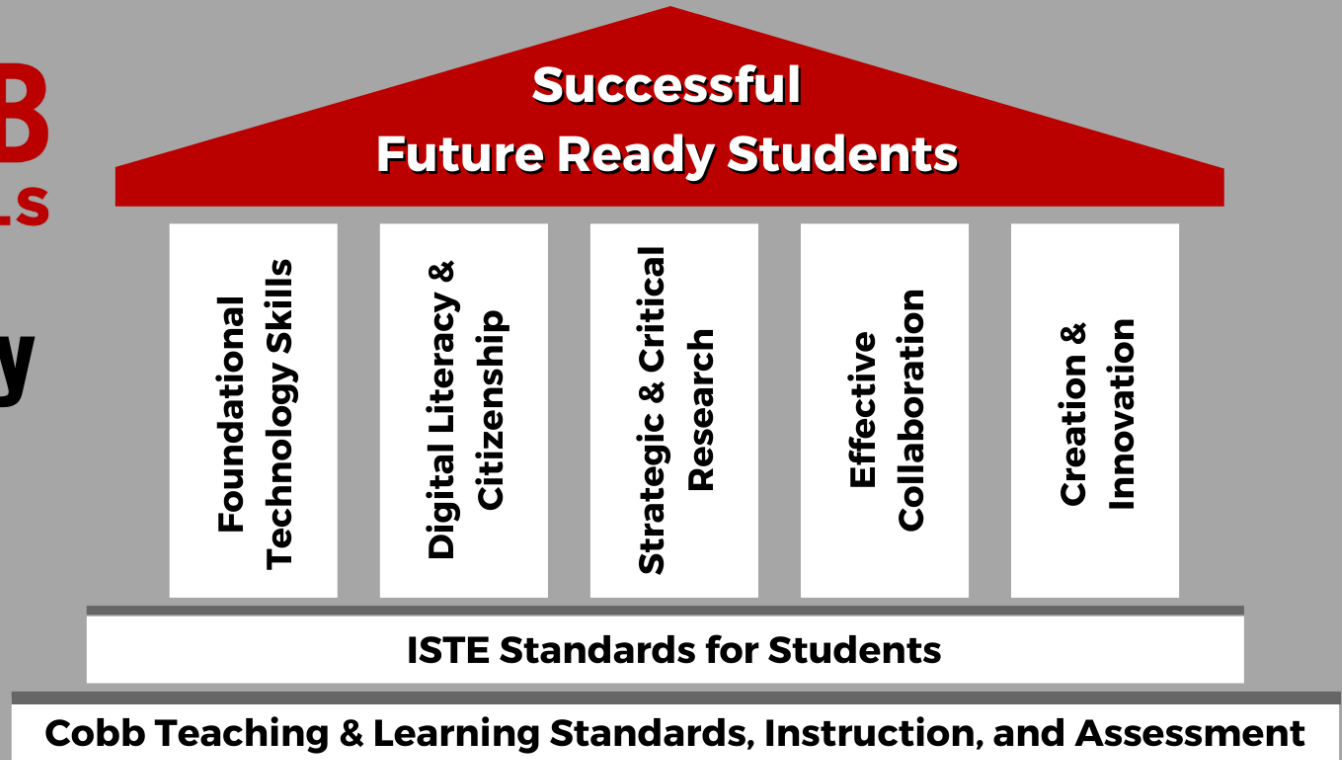 Successful
Future Ready Students
Foundational
Technology Skills
Digital Literacy &
Citizenship
Strategic & Critical
Research
Effective
Collaboration
Creation &
Innovation
ISTE Standards for Students
Cobb Teaching & Learning Standards, Instruction, and Assessment